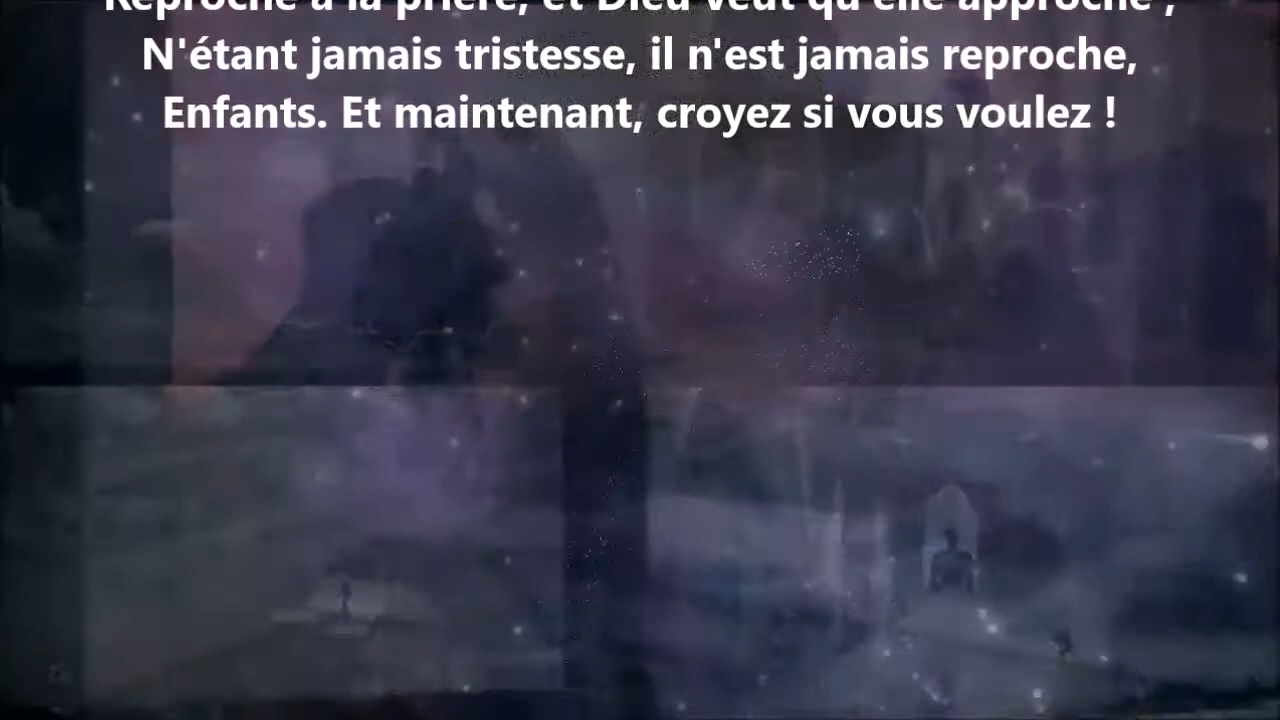 Reproche à la prière, et Dieu veut qu'elle approche ;
N'étant jamais tristesse, il n'est jamais reproche,
Enfants. Et maintenant, croyez si vous voulez !